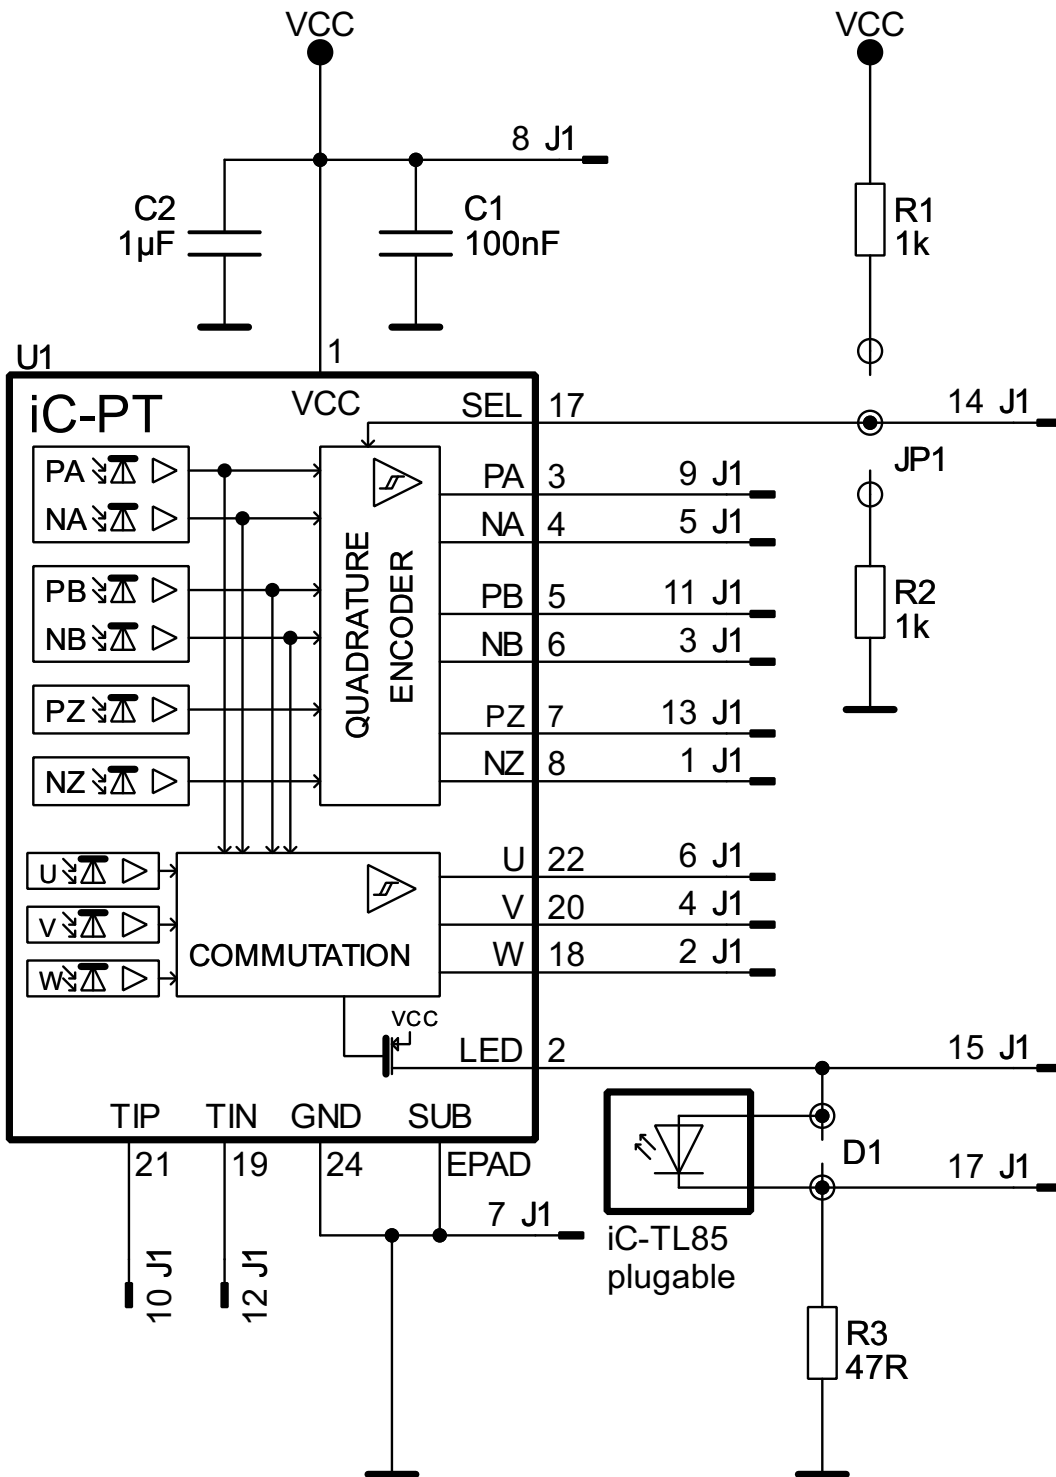 VCC
VCC
8 J1
C2
1µF
C1
100nF
R1
1k
U1
1
iC-PT
VCC
SEL 17
14 J1
JP1
PA
PA 3
9 J1
NA
NA 4
5 J1
PB
PB 5
11 J1
NB
NB 6
3 J1
R2
1k
QUADRATURE
ENCODER
PZ
PZ 7
13 J1
NZ
NZ 8
1 J1
U
U 22
6 J1
V
V 20
4 J1
W
W 18
2 J1
COMMUTATION
VCC
LED 2
15 J1
TIP
TIN
GND
SUB
21
19
24
EPAD
D1
17 J1
7 J1
iC-TL85
plugable
10 J1
12 J1
R3
47R